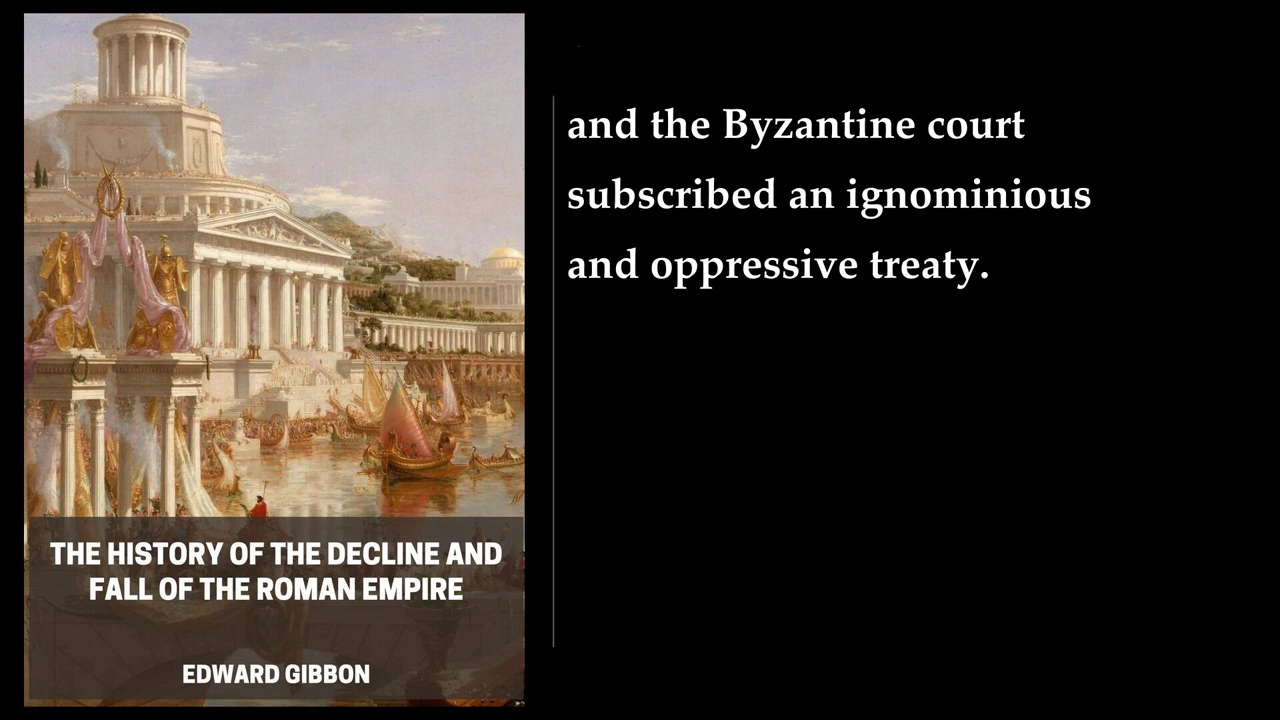 and the Byzantine court
subscribed an ignominious
and oppressive treaty.
THE HISTORY OF THE DECLINE AND
FALL OF THE ROMAN EMPIRE
EDWARD GIBBON